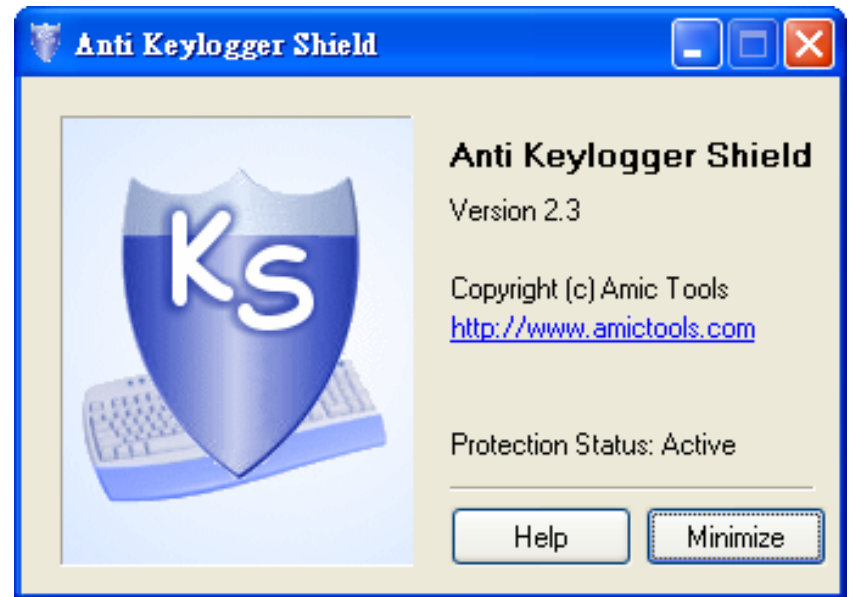 Anti Keylogger Shield
KS
Anti Keylogger Shield
Version 2.3
Copyright (c) Amic Tools
http://www.amictools.com
Protection Status: Active
Help
Minimize